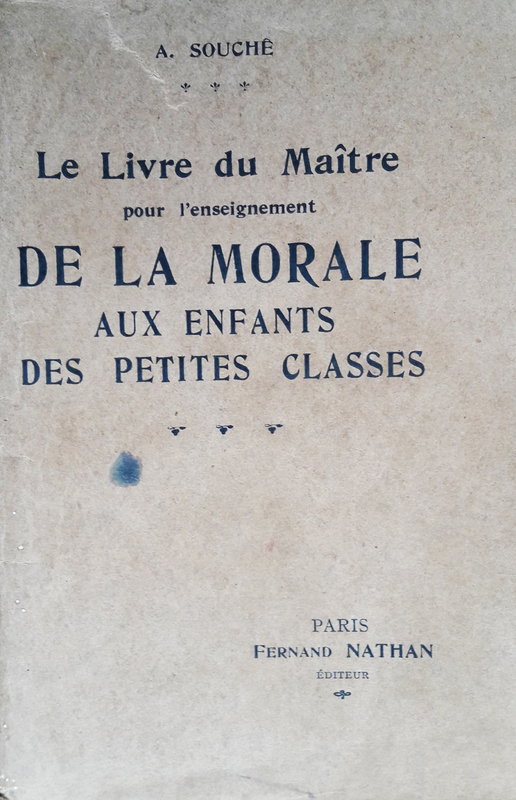 A. SOUCHÉ
Le Livre du Maître
pour l'enseignement
DE LA MORALE
AUX ENFANTS
DES PETITES CLASSES
PARIS
FERNAND NATHAN
ÉDITEUR